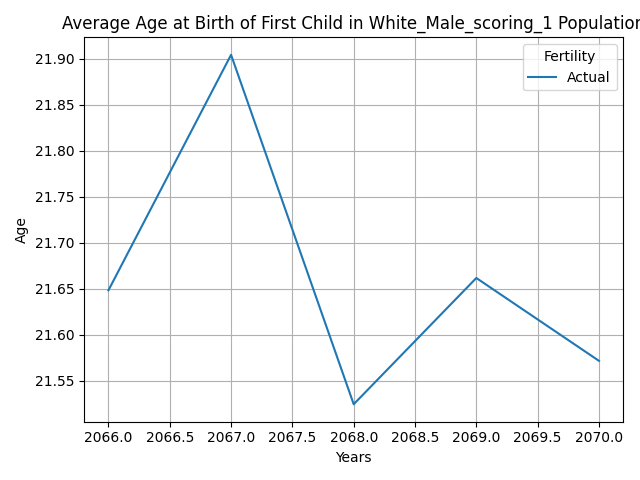 Average Age at Birth of First Child in White_Male_scoring_1 Population
Fertility
Actual
21.90
21.85
21.80
21.75
21.70
21.65
21.60
21.55
Age
2066.0 2066.5 2067.0 2067.5 2068.0 2068.5 2069.0 2069.5 2070.0
Years